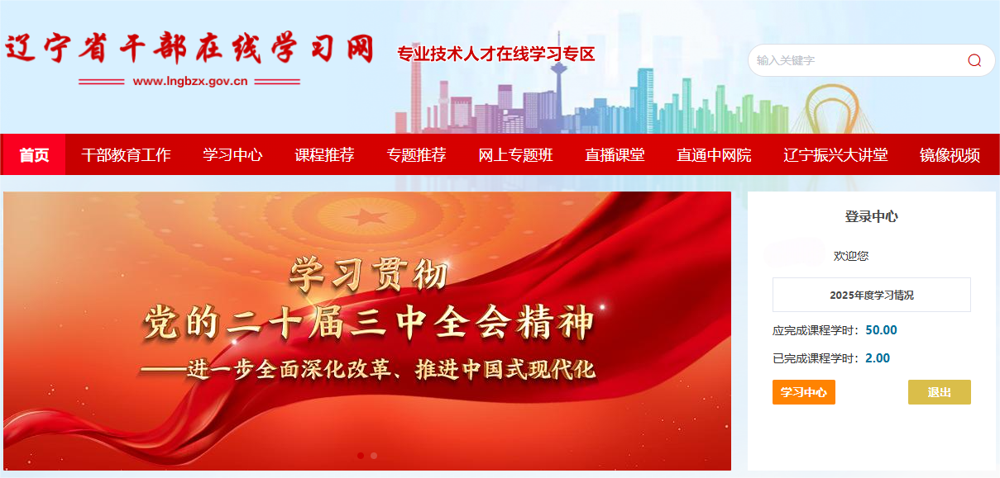 辽宁省干部在线学习网
www.lngbzx.gov.cn
专业技术人才在线学习专区
输入关键字
首页 干部教育工作 学习中心 课程推荐 专题推荐 网上专题班 直播课堂 直通中网院 辽宁振兴大讲堂 镜像视频
学习贯彻
党的二十届三中全会精神
——进一步全面深化改革、推进中国式现代化
登录中心
欢迎您
2025年度学习情况
应完成课程学时：50.00
已完成课程学时：2.00
学习中心 退出